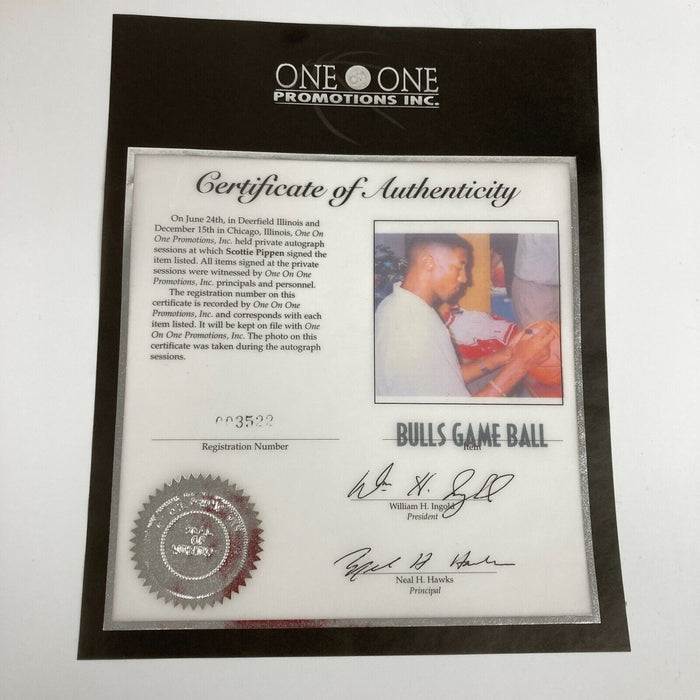 ONE ON ONE
PROMOTIONS INC.
Certificate of Authenticity
On June 24th, in Deerfield Illinois and
December 15th in Chicago, Illinois, One On
One Promotions, Inc. held private autograph
sessions at which Scottie Pippen signed the
item listed. All items signed at the private
sessions were witnessed by One On One
Promotions, Inc. principals and personnel.
The registration number on this
certificate is recorded by One On One
Promotions, Inc. and corresponds with each
item listed. It will be kept on file with One
On One Promotions, Inc. The photo on this
certificate was taken during the autograph
sessions.
003522
Registration Number
BULLS GAME BALL
Item
William H. Ingold
President
Neal H. Hawks
Principal
SEAL
OF